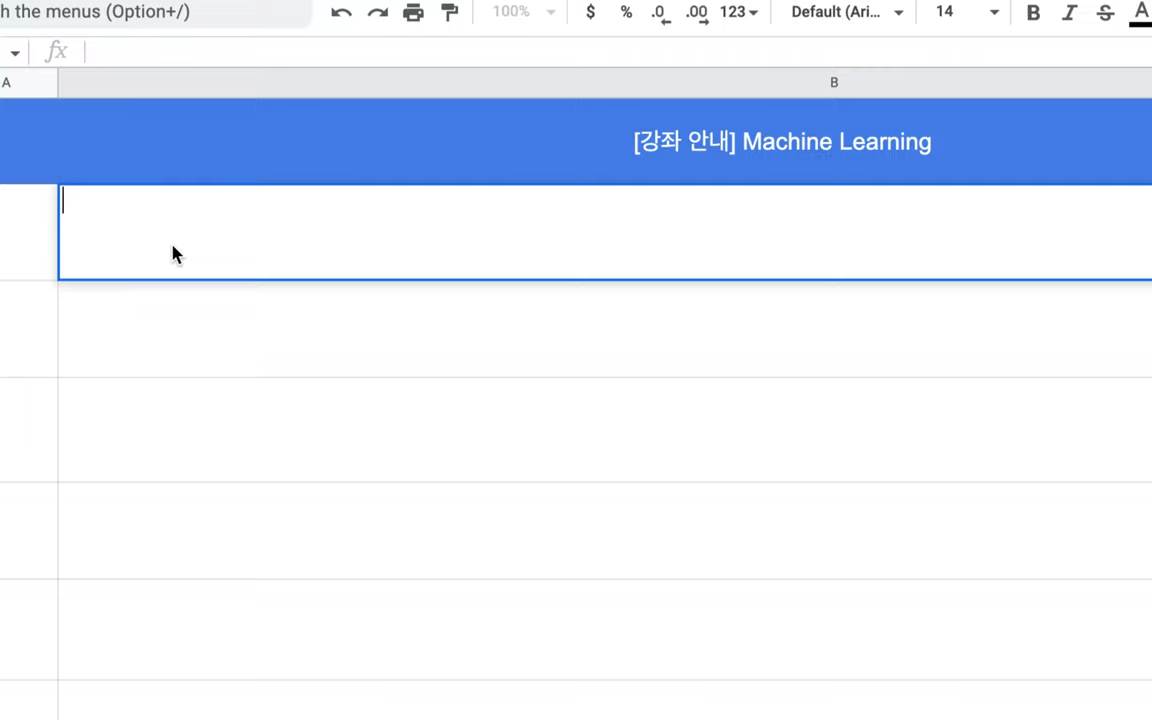 h the menus (Option+/)
100%
$
%
.0
.00
123
Default (Ari...
14
B
I
S
A
fx
A
B
[강좌 안내] Machine Learning